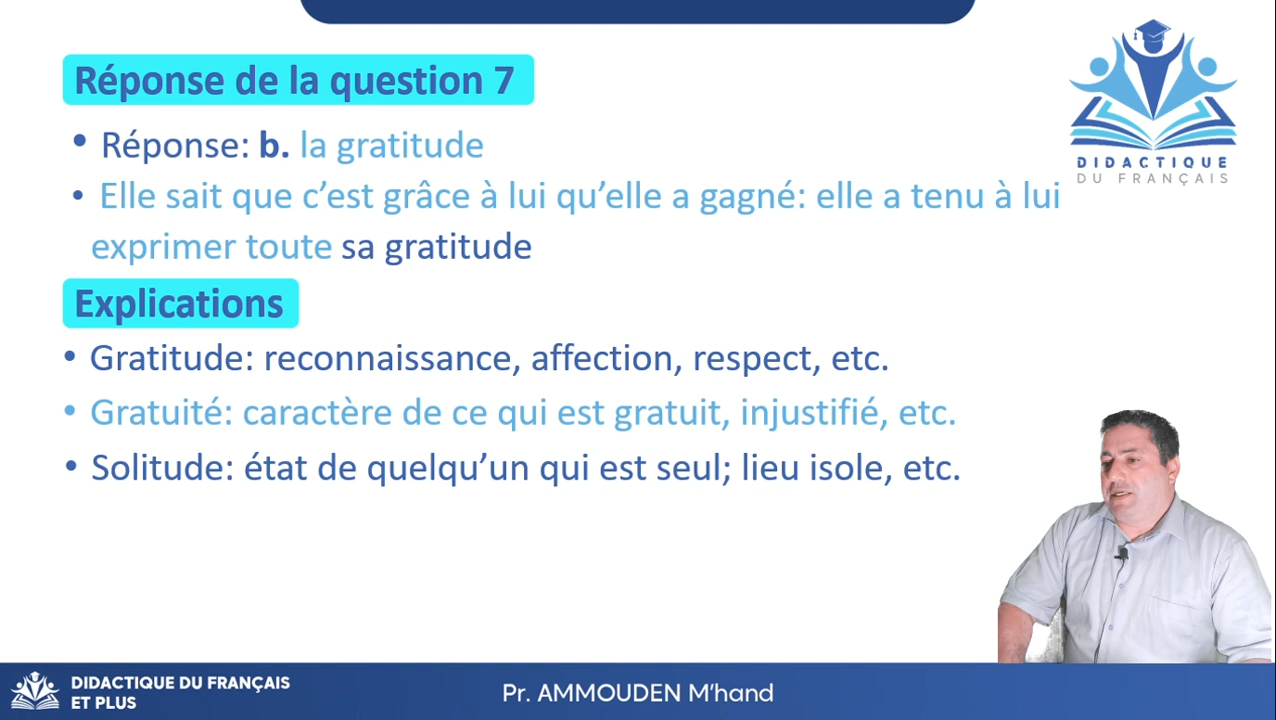 Réponse de la question 7
• Réponse: b. la gratitude
• Elle sait que c’est grâce à lui qu’elle a gagné: elle a tenu à lui
exprimer toute sa gratitude
Explications
• Gratitude: reconnaissance, affection, respect, etc.
• Gratuité: caractère de ce qui est gratuit, injustifié, etc.
• Solitude: état de quelqu’un qui est seul; lieu isole, etc.
DIDACTIQUE
DU FRANÇAIS
DIDACTIQUE DU FRANÇAIS
ET PLUS
Pr. AMMOUDEN M’hand